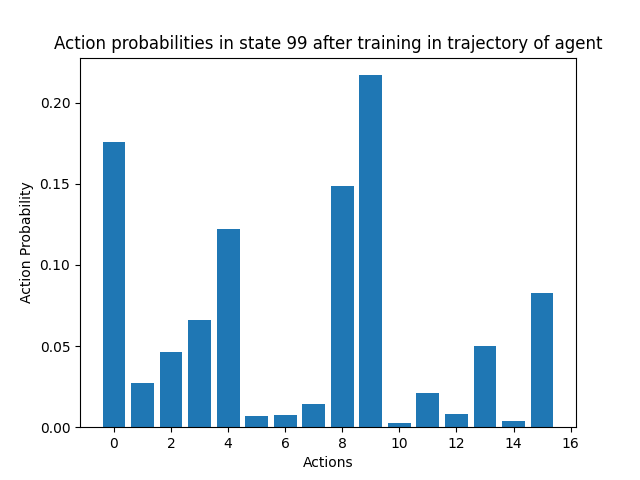 Action probabilities in state 99 after training in trajectory of agent
0.20
0.15
0.10
0.05
0.00
Action Probability
0 2 4 6 8 10 12 14 16
Actions